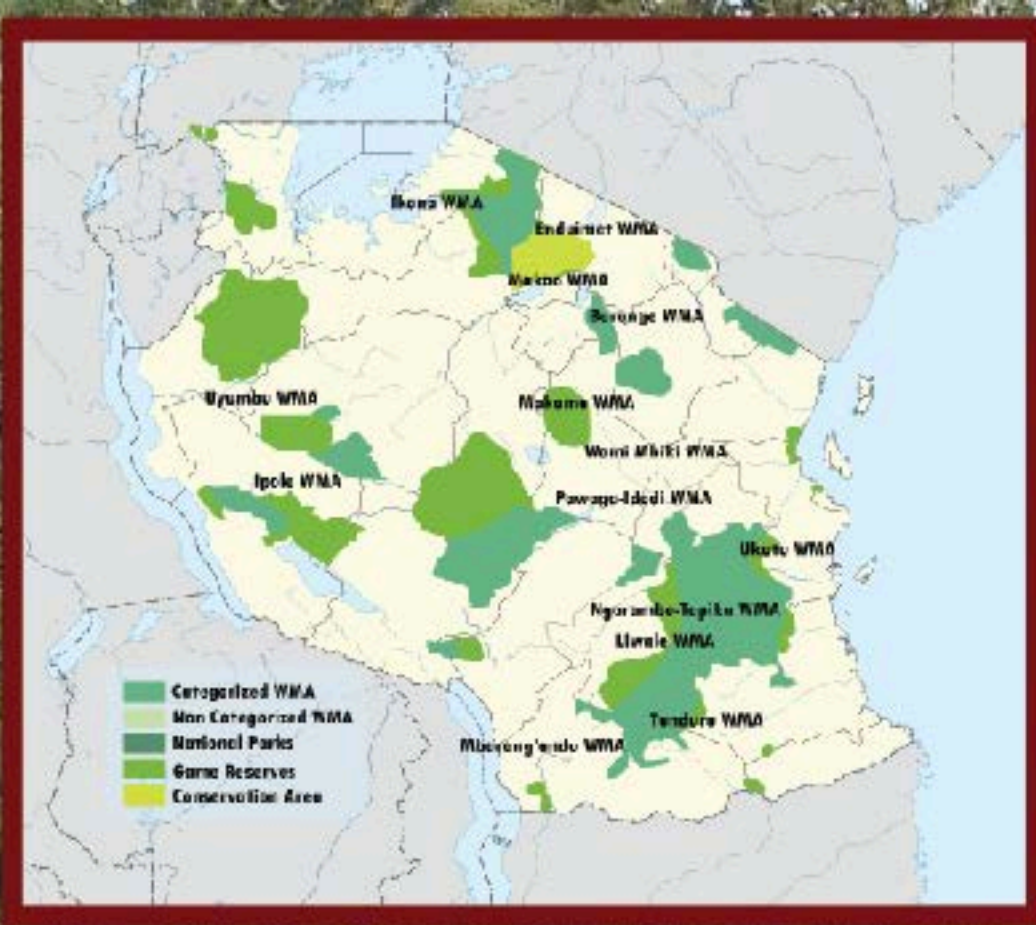 Ikona WMA
Enduimet WMA
Makao WMA
Burunge WMA
Uyumbu WMA
Makame WMA
Wami Mbiki WMA
Ipole WMA
Pawaga-Idodi WMA
Ukutu WMA
Ngarambe-Tapika WMA
Liwale WMA
Tunduru WMA
Mbarang'andu WMA
Categorized WMA
Non Categorized WMA
National Parks
Game Reserves
Conservation Area